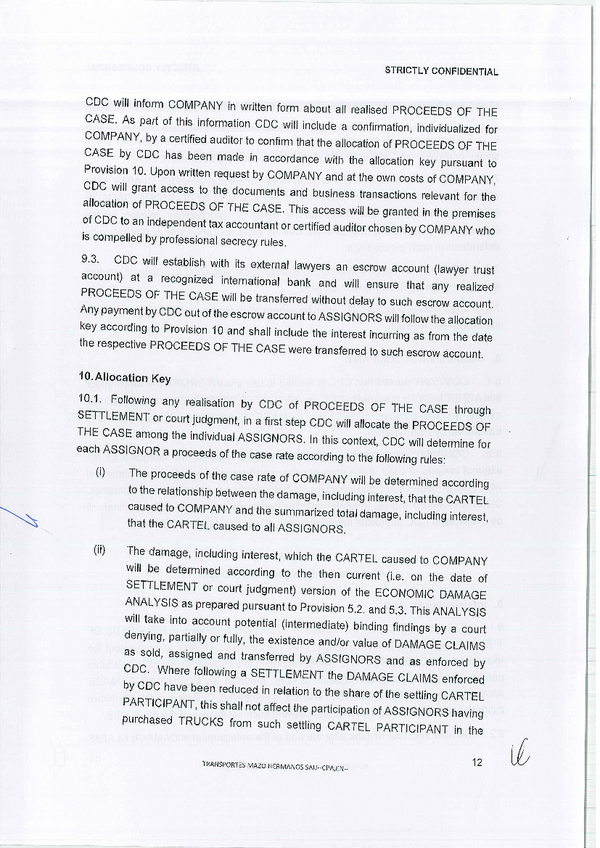 STRICTLY CONFIDENTIAL
CDC will inform COMPANY in written form about all realised PROCEEDS OF THE
CASE. As part of this information CDC will include a confirmation, individualized for
COMPANY, by a certified auditor to confirm that the allocation of PROCEEDS OF THE
CASE by CDC has been made in accordance with the allocation key pursuant to
Provision 10. Upon written request by COMPANY and at the own costs of COMPANY,
CDC will grant access to the documents and business transactions relevant for the
allocation of PROCEEDS OF THE CASE. This access will be granted in the premises
of CDC to an independent tax accountant or certified auditor chosen by COMPANY who
is compelled by professional secrecy rules.
9.3. CDC will establish with its external lawyers an escrow account (lawyer trust
account) at a recognized international bank and will ensure that any realized
PROCEEDS OF THE CASE will be transferred without delay to such escrow account.
Any payment by CDC out of the escrow account to ASSIGNORS will follow the allocation
key according to Provision 10 and shall include the interest incurring as from the date
the respective PROCEEDS OF THE CASE were transferred to such escrow account.
10. Allocation Key
10.1. Following any realisation by CDC of PROCEEDS OF THE CASE through
SETTLEMENT or court judgment, in a first step CDC will allocate the PROCEEDS OF
THE CASE among the individual ASSIGNORS. In this context, CDC will determine for
each ASSIGNOR a proceeds of the case rate according to the following rules:
(i) The proceeds of the case rate of COMPANY will be determined according
to the relationship between the damage, including interest, that the CARTEL
caused to COMPANY and the summarized total damage, including interest,
that the CARTEL caused to all ASSIGNORS.
(ii) The damage, including interest, which the CARTEL caused to COMPANY
will be determined according to the then current (i.e. on the date of
SETTLEMENT or court judgment) version of the ECONOMIC DAMAGE
ANALYSIS as prepared pursuant to Provision 5.2. and 5.3. This ANALYSIS
will take into account potential (intermediate) binding findings by a court
denying, partially or fully, the existence and/or value of DAMAGE CLAIMS
as sold, assigned and transferred by ASSIGNORS and as enforced by
CDC. Where following a SETTLEMENT the DAMAGE CLAIMS enforced
by CDC have been reduced in relation to the share of the settling CARTEL
PARTICIPANT, this shall not affect the participation of ASSIGNORS having
purchased TRUCKS from such settling CARTEL PARTICIPANT in the
TRANSPORTES MAZU HERMANOS SAU--CPAJEN--
12